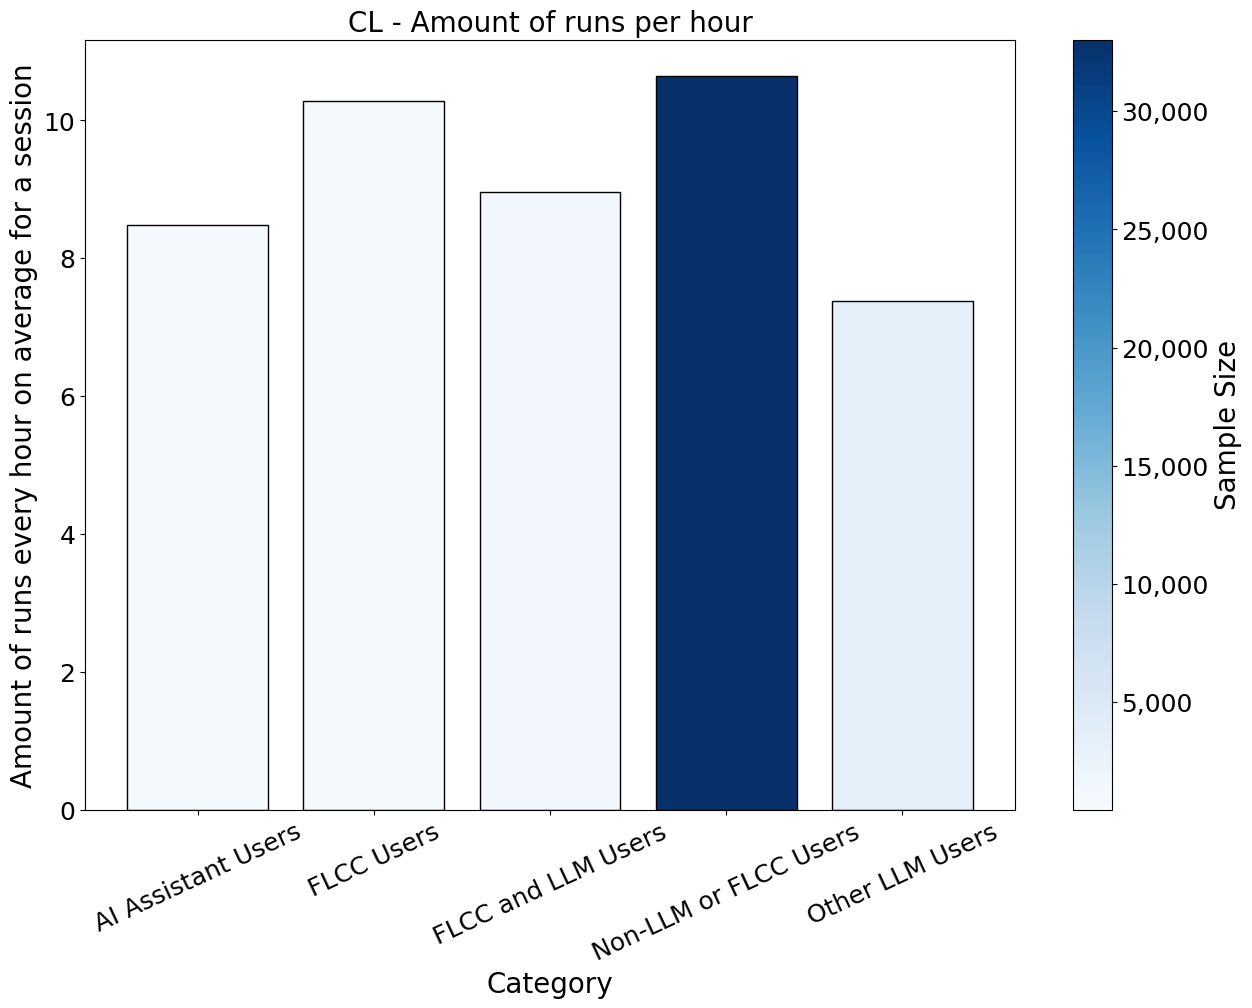 CL - Amount of runs per hour
Amount of runs every hour on average for a session
10
8
6
4
2
0
AI Assistant Users
FLCC Users
FLCC and LLM Users
Non-LLM or FLCC Users
Other LLM Users
Category
30,000
25,000
20,000
15,000
10,000
5,000
Sample Size